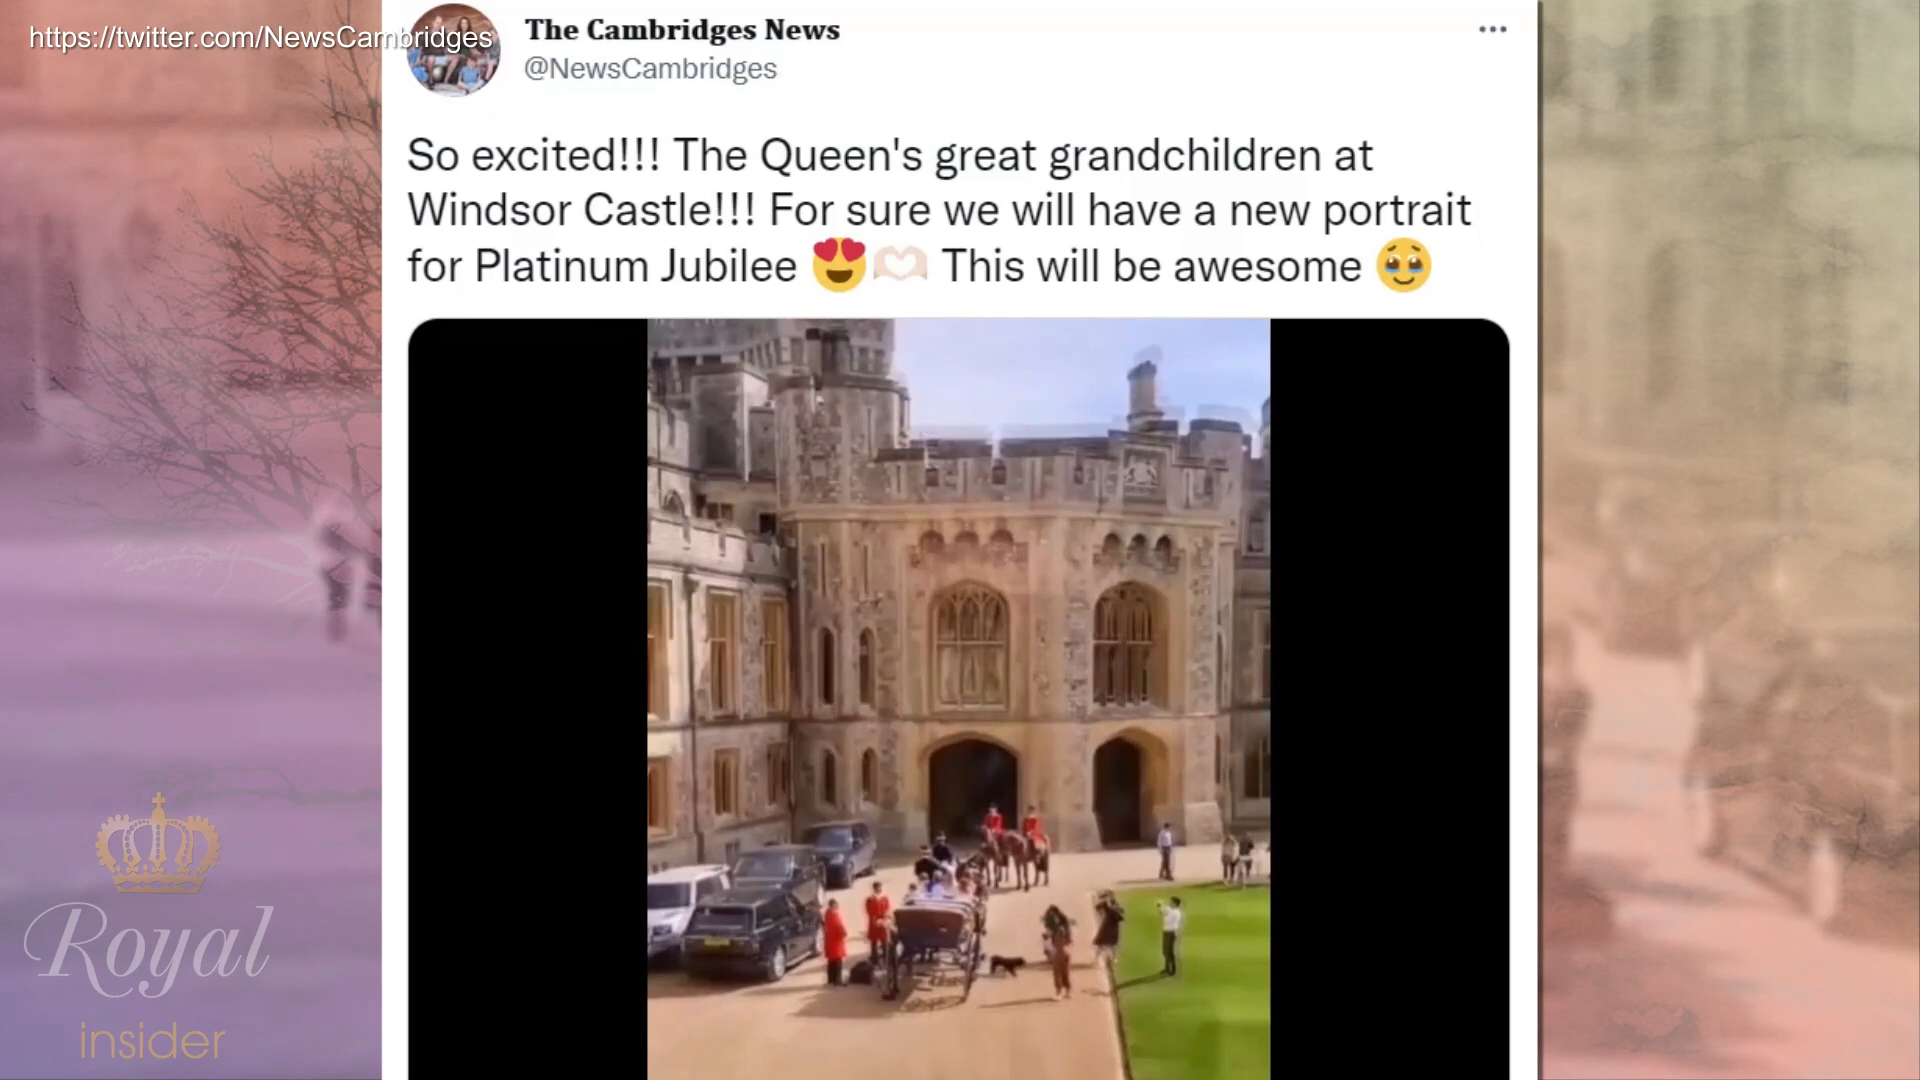 https://twitter.com/NewsCambridges
The Cambridges News
@NewsCambridges
So excited!!! The Queen's great grandchildren at
Windsor Castle!!! For sure we will have a new portrait
for Platinum Jubilee 😍🫶🏻 This will be awesome 🥹
Royal
insider